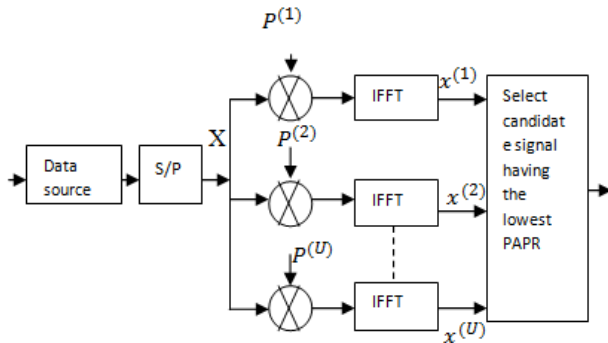 P^{(1)}
IFFT
x^{(1)}
Select
candidat
e signal
having
the
lowest
PAPR
X
P^{(2)}
Data
source
S/P
IFFT
x^{(2)}
P^{(U)}
IFFT
x^{(U)}